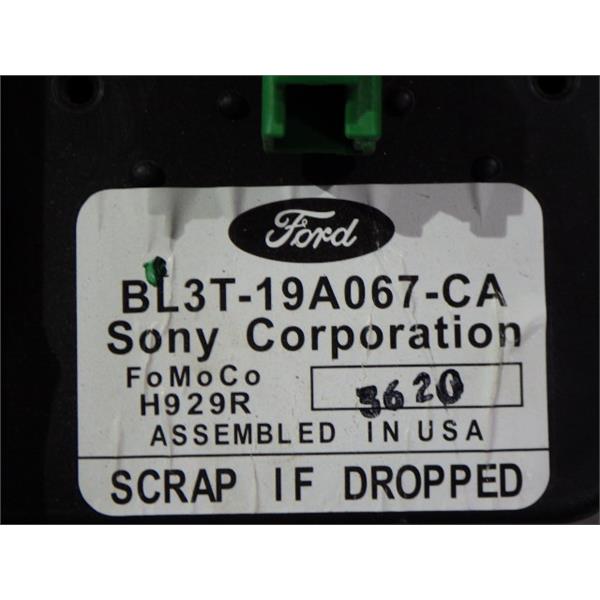 Ford
BL3T-19A067-CA
Sony Corporation
FoMoCo
H929R 3620
ASSEMBLED IN USA
SCRAP IF DROPPED